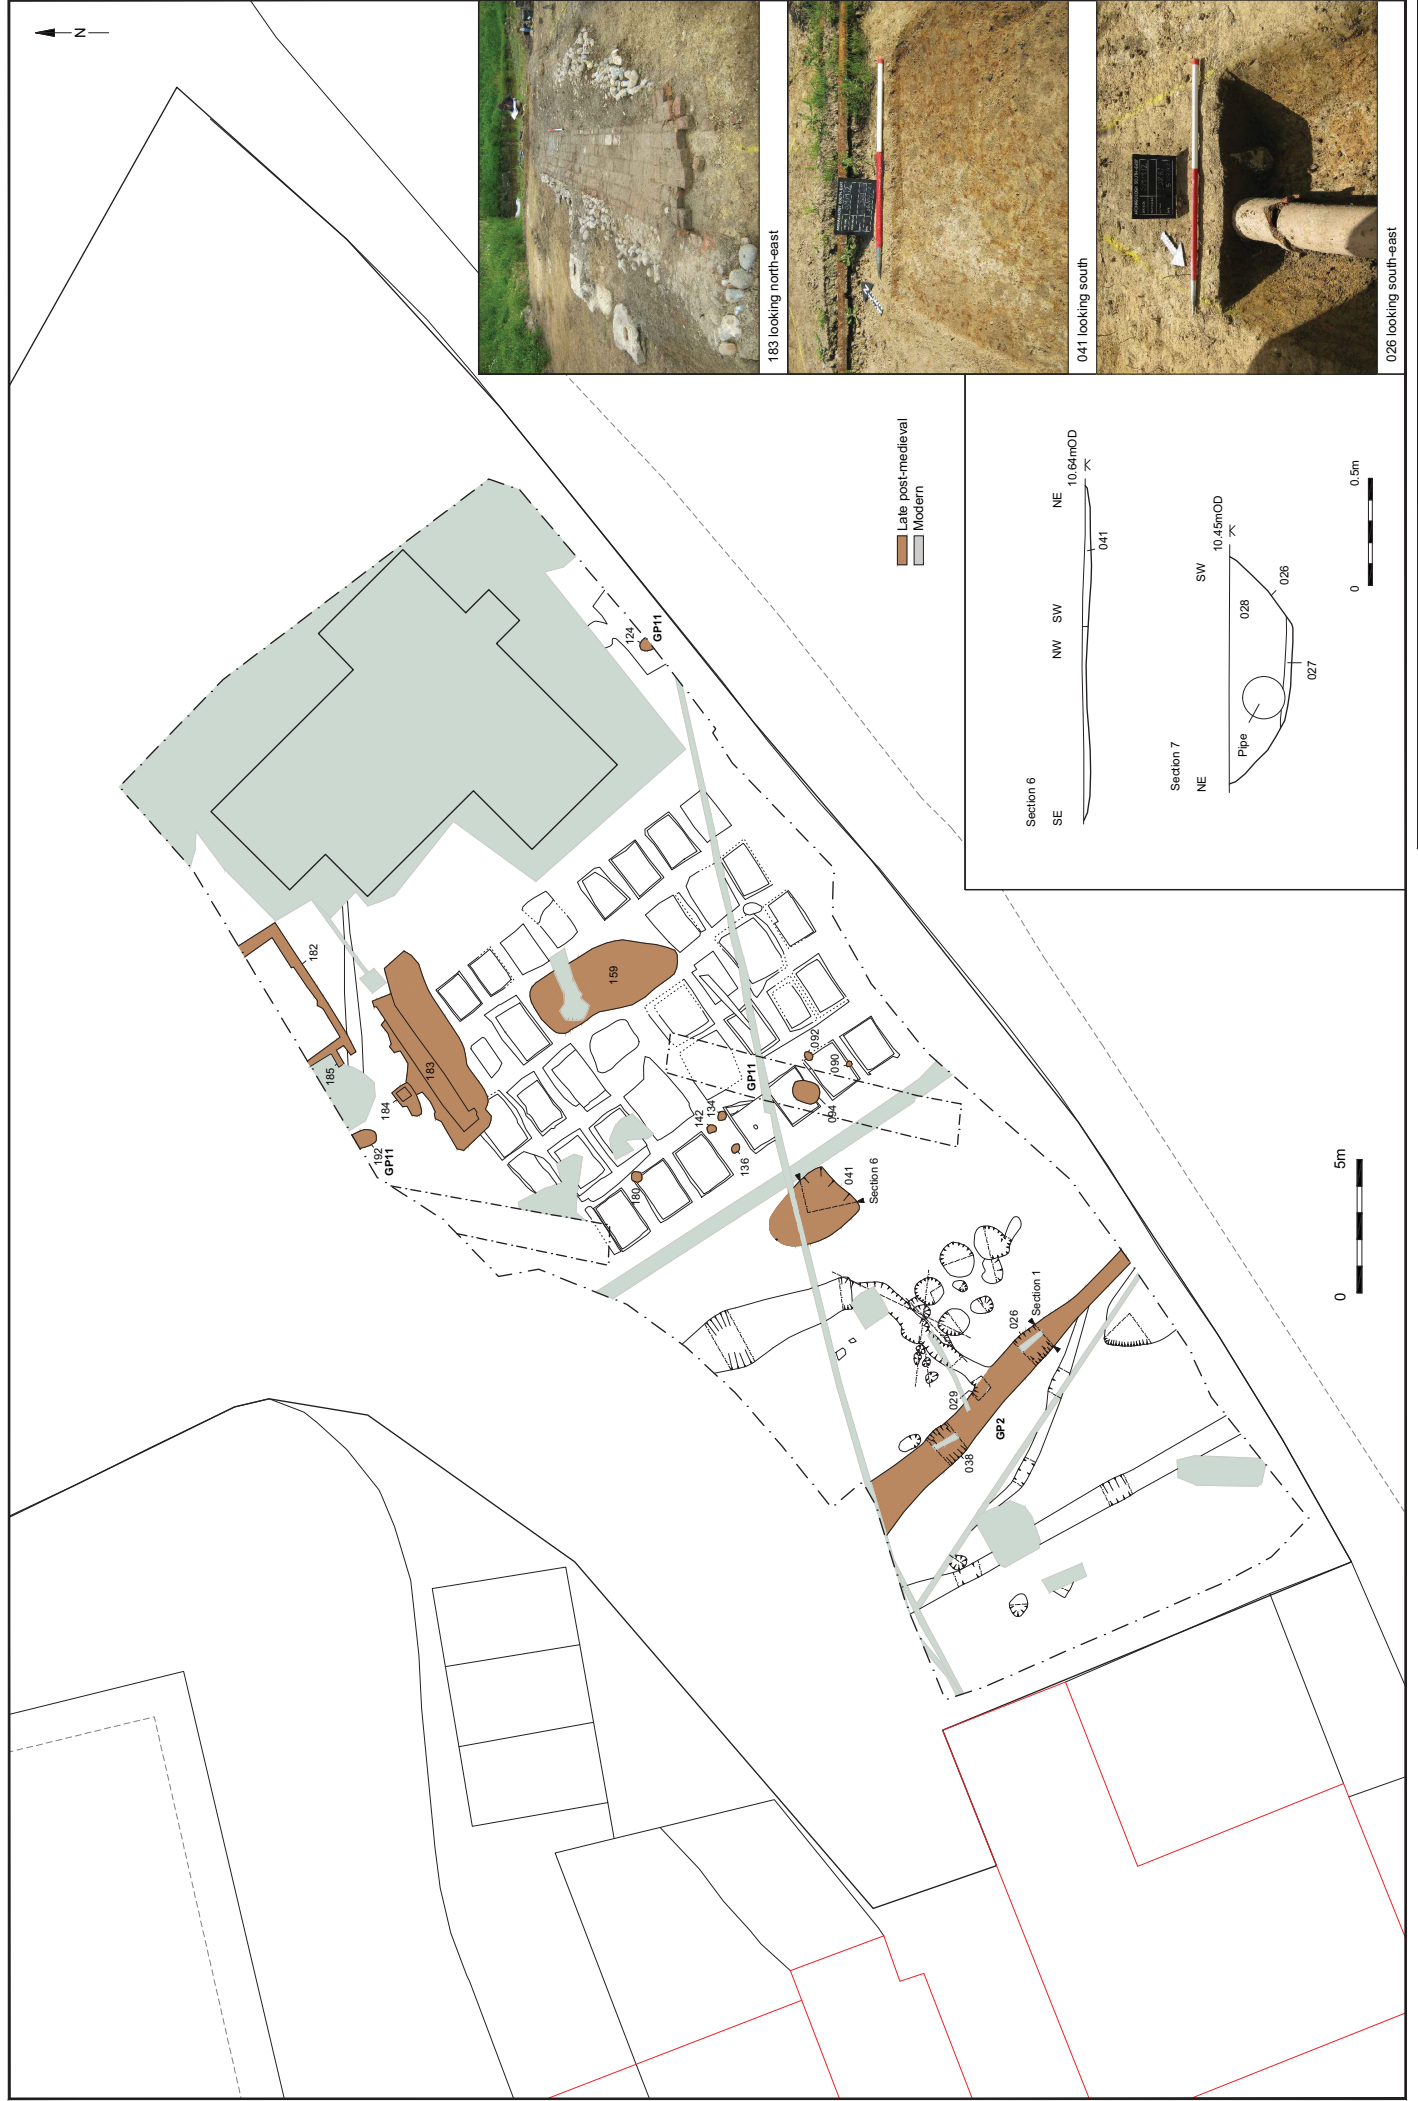 N
183 looking north-east
041 looking south
026 looking south-east
Late post-medieval
Modern
182
185
184
183
192
GP11
159
124
GP11
180
142
134
136
GP11
092
090
094
041
Section 6
029
038
GP2
026
Section 1
0
5m
Section 6
SE
NW
SW
NE
10.64mOD
041
Section 7
NE
SW
10.45mOD
Pipe
028
026
027
0
0.5m